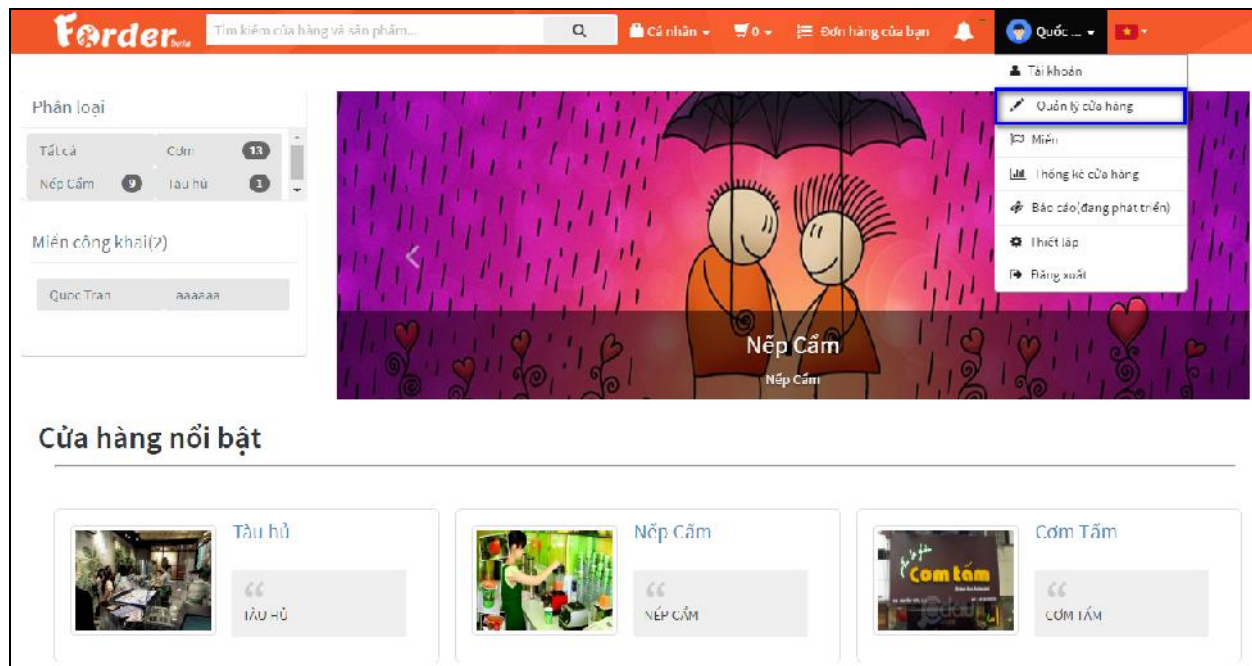 Forder beta
Tìm kiếm cửa hàng và sản phẩm...
Cá nhân
0
Đơn hàng của bạn
Quốc ...
Tài khoản
Quản lý cửa hàng
Miền
Thống kê cửa hàng
Báo cáo(đang phát triển)
Thiết lập
Đăng xuất
Phân loại
Tất cả
Cơm 13
Nếp Cẩm 9
Tàu hủ 1
Miền công khai(2)
Quoc Tran
aaaaaa
Nếp Cẩm
Nếp Cẩm
Cửa hàng nổi bật
Tàu hủ
TÀU HỦ
Nếp Cẩm
NẾP CẨM
Cơm tấm
Cơm Tấm
CƠM TẤM